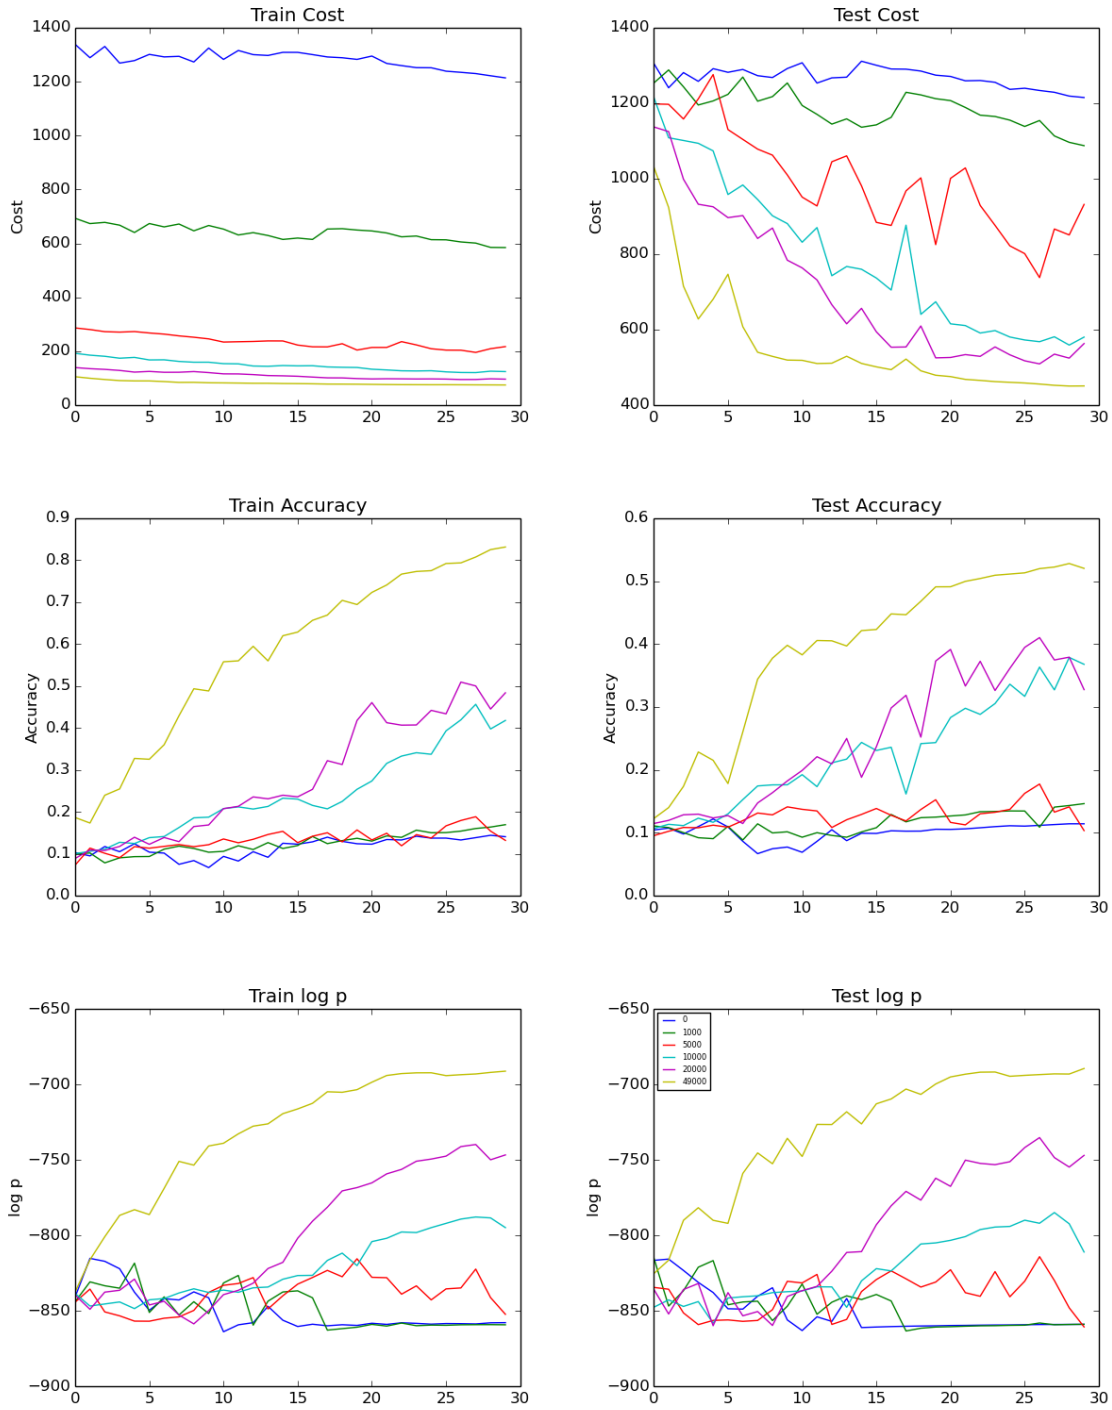 Train Cost
Test Cost
1400
1200
1000
800
600
400
200
0
Cost
0 5 10 15 20 25 30
1400
1200
1000
800
600
400
Cost
0 5 10 15 20 25 30
Train Accuracy
Test Accuracy
0.9
0.8
0.7
0.6
0.5
0.4
0.3
0.2
0.1
0.0
Accuracy
0 5 10 15 20 25 30
0.6
0.5
0.4
0.3
0.2
0.1
0.0
Accuracy
0 5 10 15 20 25 30
Train log p
Test log p
−650
−700
−750
−800
−850
−900
log p
0 5 10 15 20 25 30
−650
−700
−750
−800
−850
−900
log p
0
1000
5000
10000
20000
49000
0 5 10 15 20 25 30